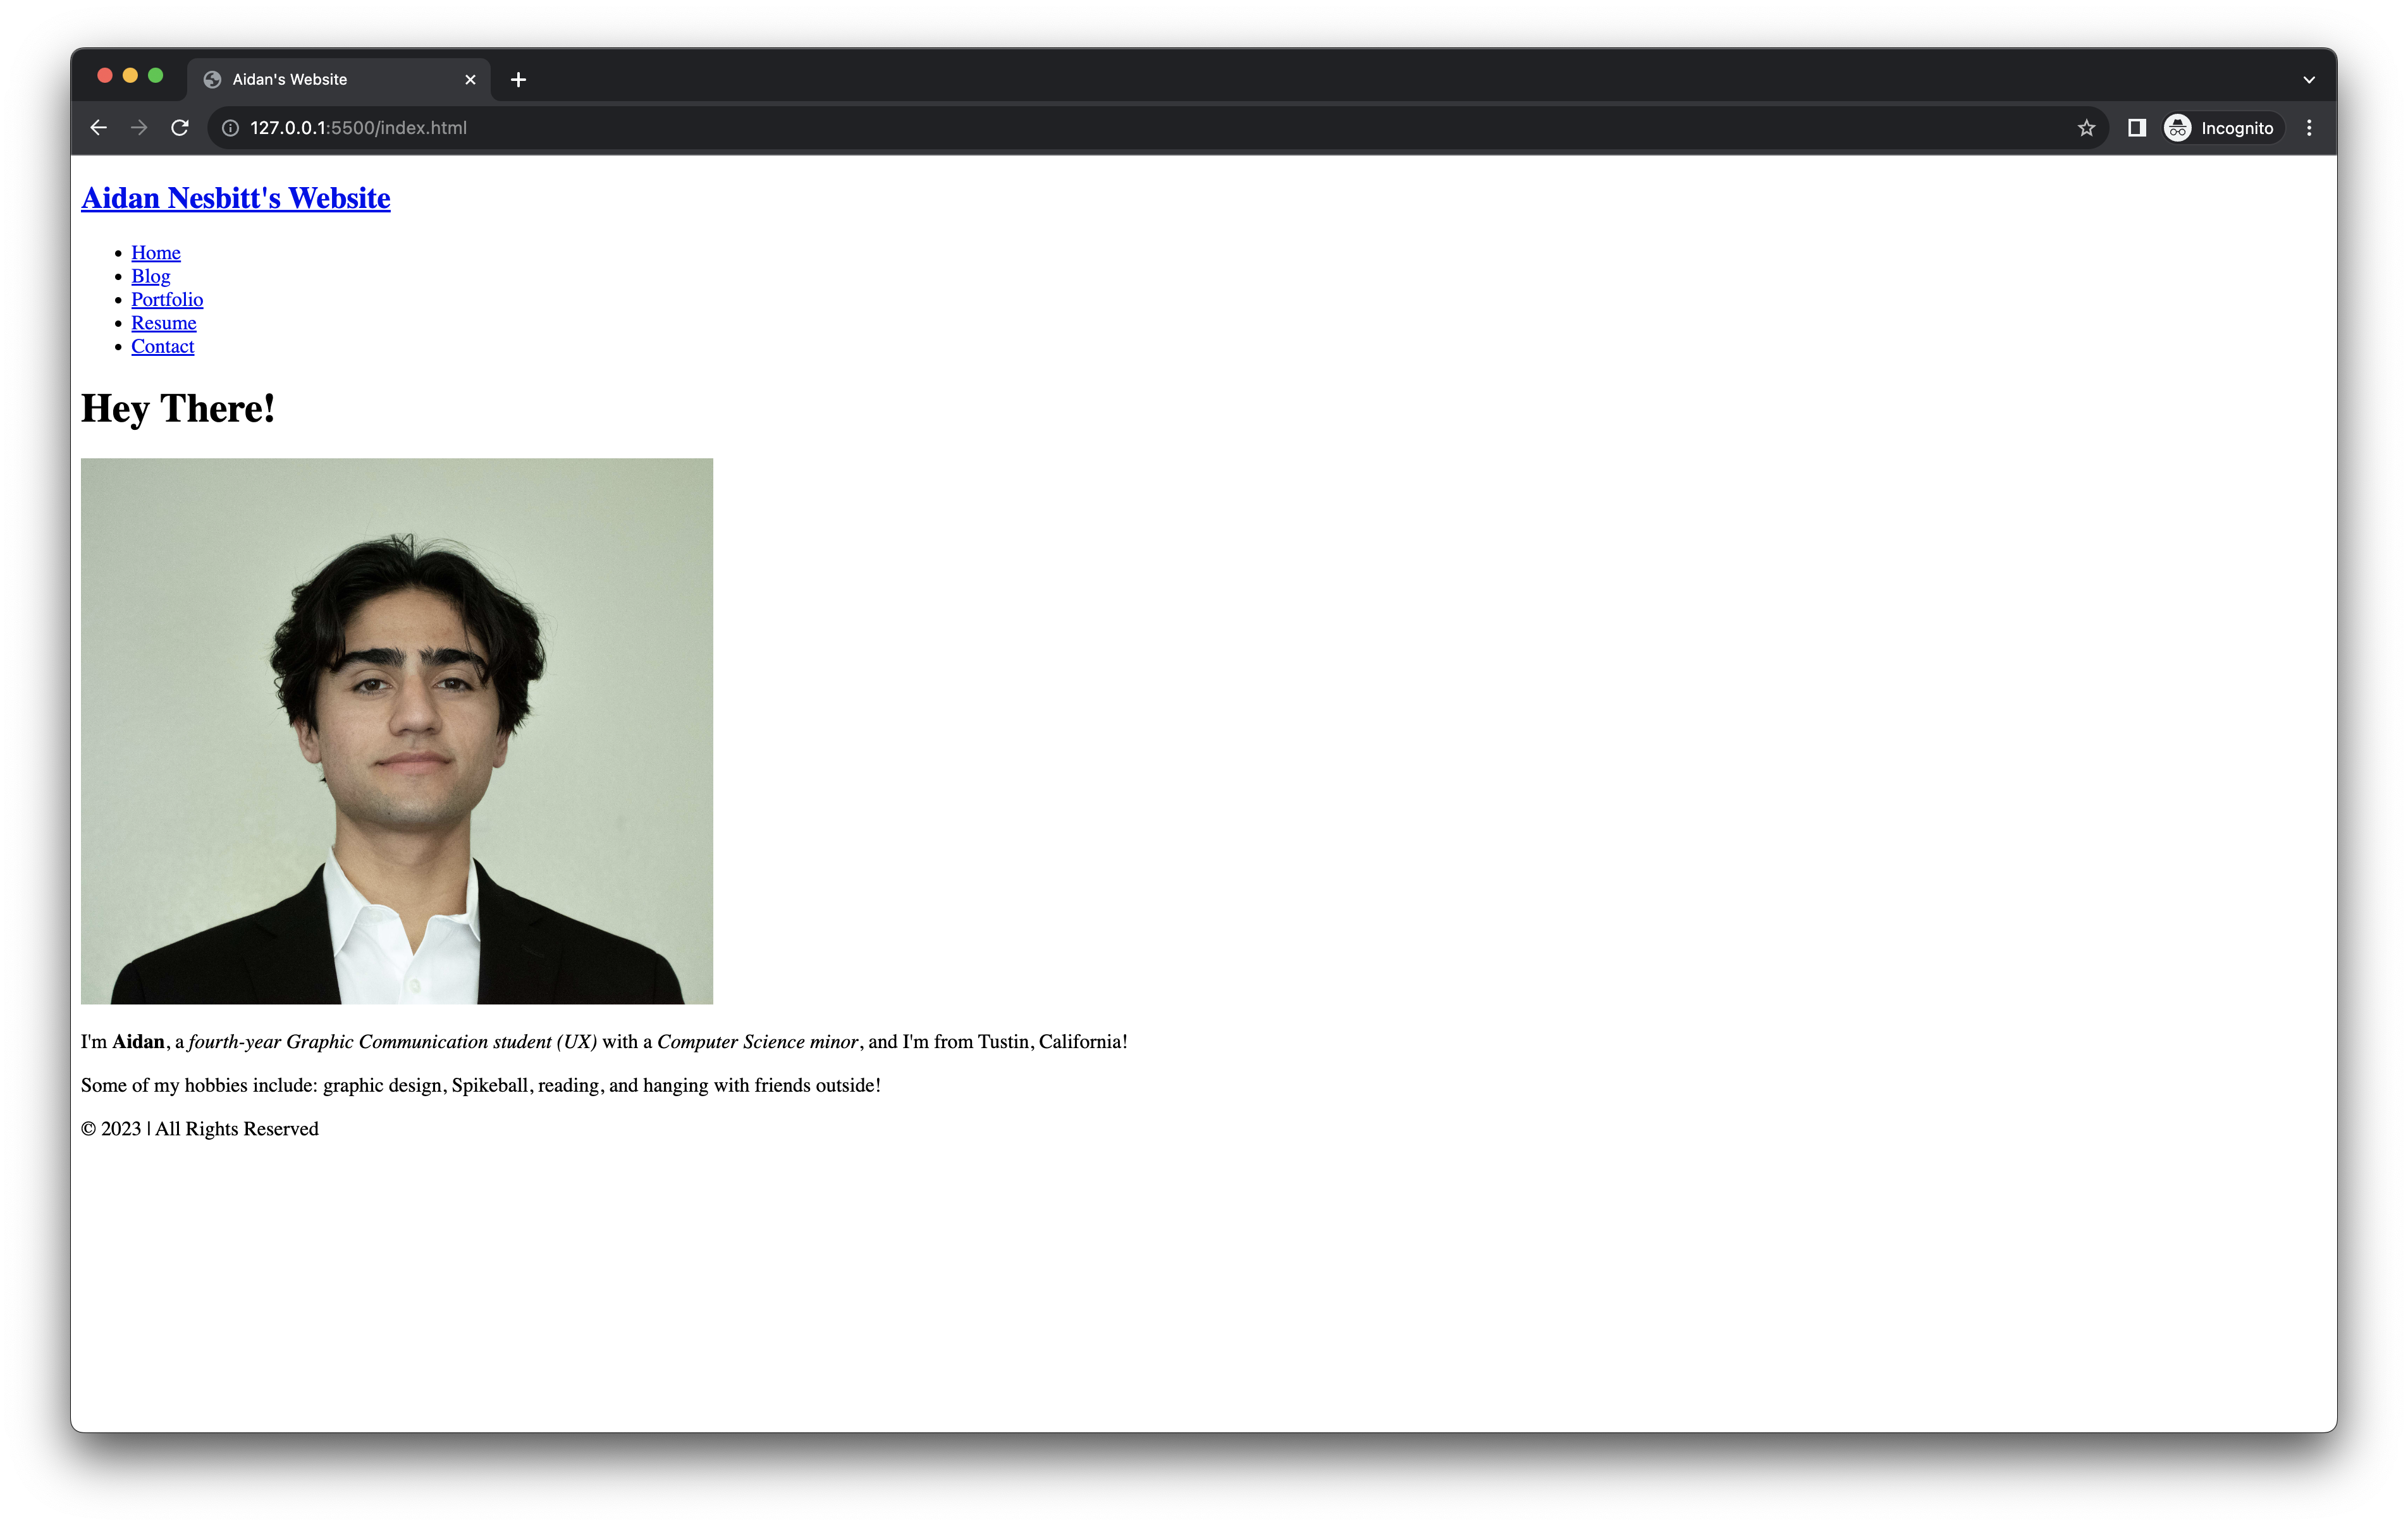 Aidan's Website
127.0.0.1:5500/index.html
Incognito
Aidan Nesbitt's Website
Home
Blog
Portfolio
Resume
Contact
Hey There!
I'm Aidan, a fourth-year Graphic Communication student (UX) with a Computer Science minor, and I'm from Tustin, California!
Some of my hobbies include: graphic design, Spikeball, reading, and hanging with friends outside!
© 2023 | All Rights Reserved